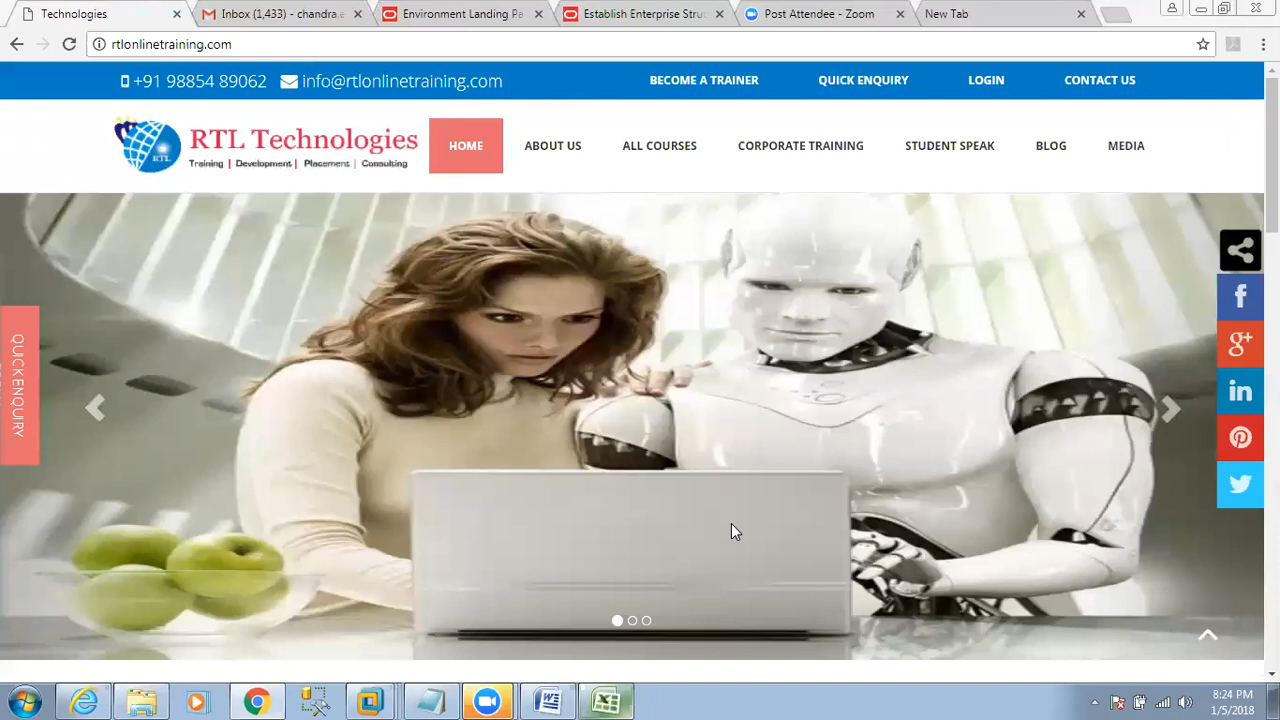 Technologies
Inbox (1,433) - chandra.e
Environment Landing Pa
Establish Enterprise Stru
Post Attendee - Zoom
New Tab
rtlonlinetraining.com
+91 98854 89062 info@rtlonlinetraining.com
BECOME A TRAINER QUICK ENQUIRY LOGIN CONTACT US
RTL Technologies
RTL
Training | Development | Placement | Consulting
HOME ABOUT US ALL COURSES CORPORATE TRAINING STUDENT SPEAK BLOG MEDIA
QUICK ENQUIRY
8:24 PM
1/5/2018